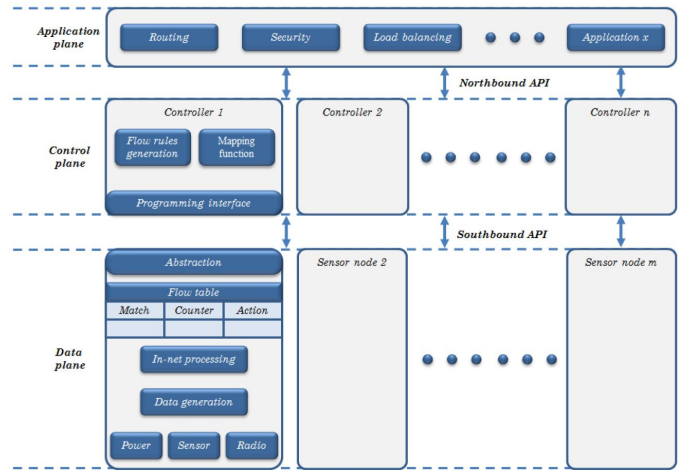 Application
plane
Routing
Security
Load balancing
Application x
Northbound API
Control
plane
Controller 1
Flow rules
generation
Mapping
function
Programming interface
Controller 2
Controller n
Southbound API
Data
plane
Abstraction
Flow table
Match Counter Action
In-net processing
Data generation
Power Sensor Radio
Sensor node 2
Sensor node m